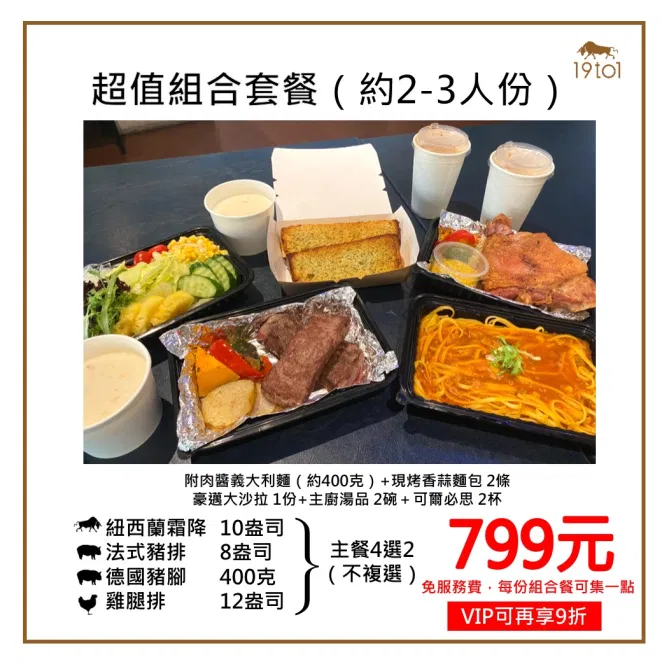 19to1
超值組合套餐（約2-3人份）
附肉醬義大利麵（約400克）+現烤香蒜麵包 2條
豪邁大沙拉 1份+主廚湯品 2碗+可爾必思 2杯
紐西蘭霜降 10盎司
法式豬排 8盎司
德國豬腳 400克
雞腿排 12盎司
主餐4選2
（不複選）
799元
免服務費．每份組合餐可集一點
VIP可再享9折